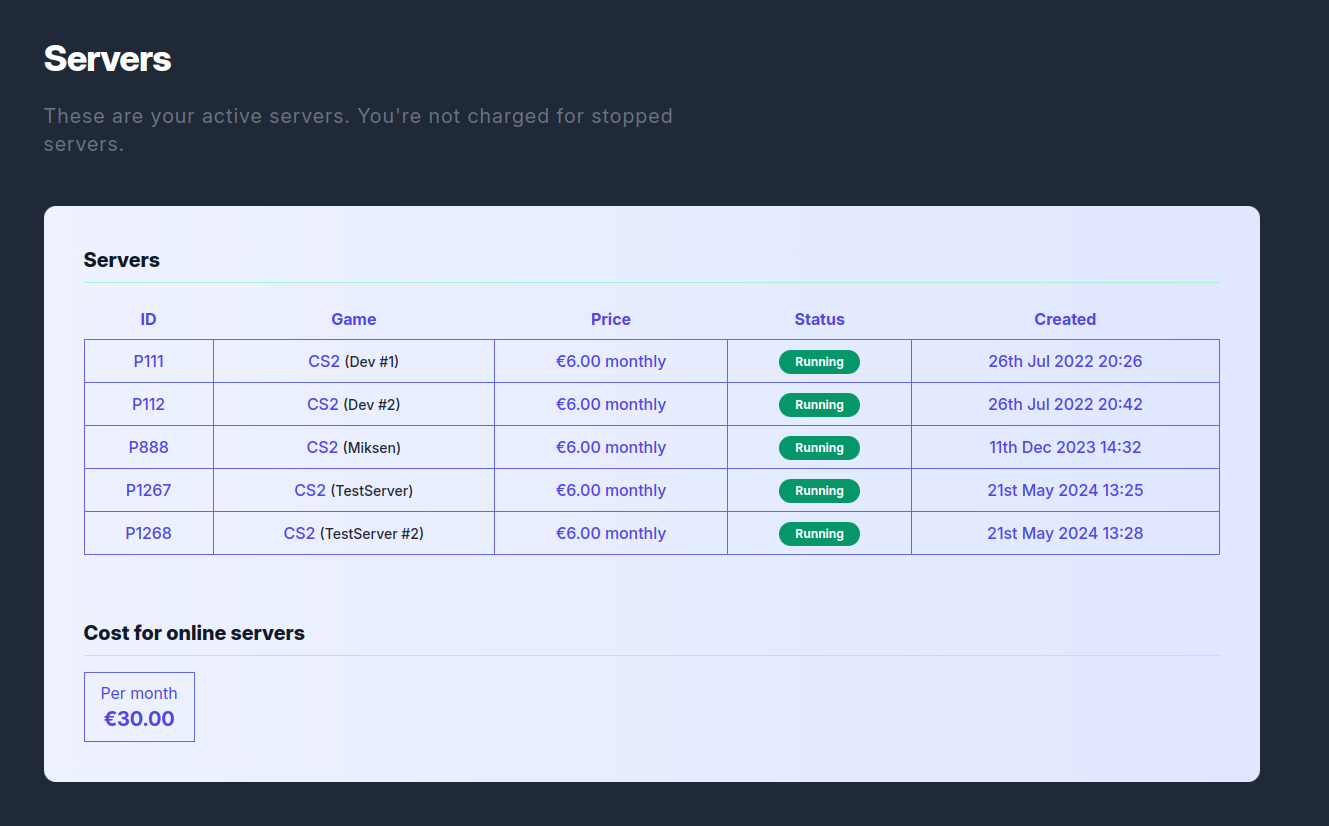 Servers
These are your active servers. You're not charged for stopped
servers.
Servers
ID Game Price Status Created
P111 CS2 (Dev #1) €6.00 monthly Running 26th Jul 2022 20:26
P112 CS2 (Dev #2) €6.00 monthly Running 26th Jul 2022 20:42
P888 CS2 (Miksen) €6.00 monthly Running 11th Dec 2023 14:32
P1267 CS2 (TestServer) €6.00 monthly Running 21st May 2024 13:25
P1268 CS2 (TestServer #2) €6.00 monthly Running 21st May 2024 13:28
Cost for online servers
Per month
€30.00